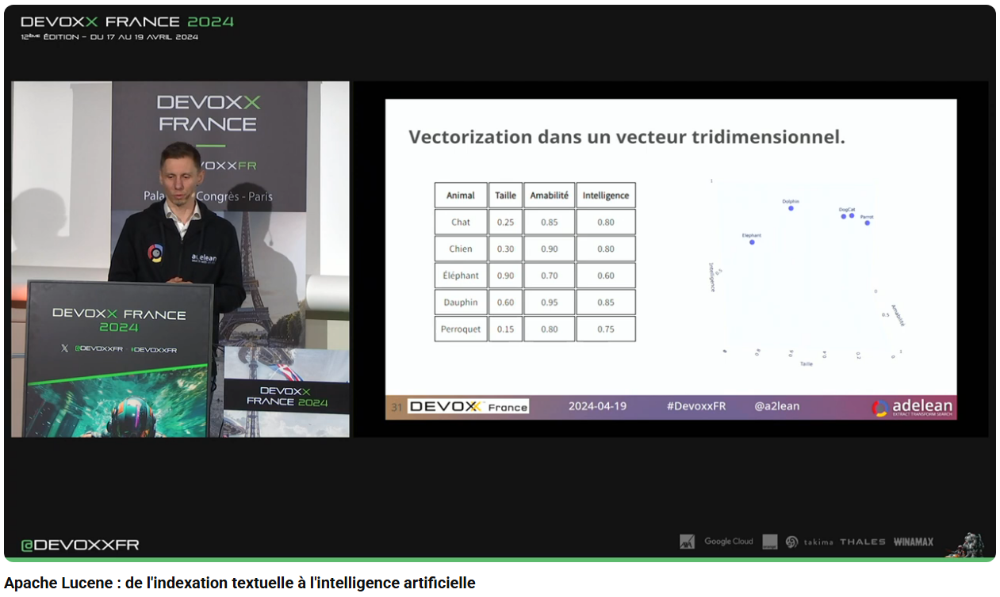 DEVOXX FRANCE 2024
12ÈME ÉDITION - DU 17 AU 19 AVRIL 2024
DEVOXX
FRANCE
VOXXFR
Pala Congrès - Paris
adelean
DEVOXX FRANCE
2024
@DEVOXXFR #DEVOXXFR
DEVOXX
FRANCE 2024
Vectorization dans un vecteur tridimensionnel.
Animal Taille Amabilité Intelligence
Chat 0.25 0.85 0.80
Chien 0.30 0.90 0.80
Éléphant 0.90 0.70 0.60
Dauphin 0.60 0.95 0.85
Perroquet 0.15 0.80 0.75
1
Dolphin
DogCat
Parrot
Elephant
Intelligence
0
0.5
Amabilité
0.8 0.6 0.4 0.2 0 1
Taille
31 DEVOXX France 2024-04-19 #DevoxxFR @a2lean adelean
EXTRACT TRANSFORM SEARCH
@DEVOXXFR
AXA Google Cloud takima THALES WINAMAX
Apache Lucene : de l'indexation textuelle à l'intelligence artificielle